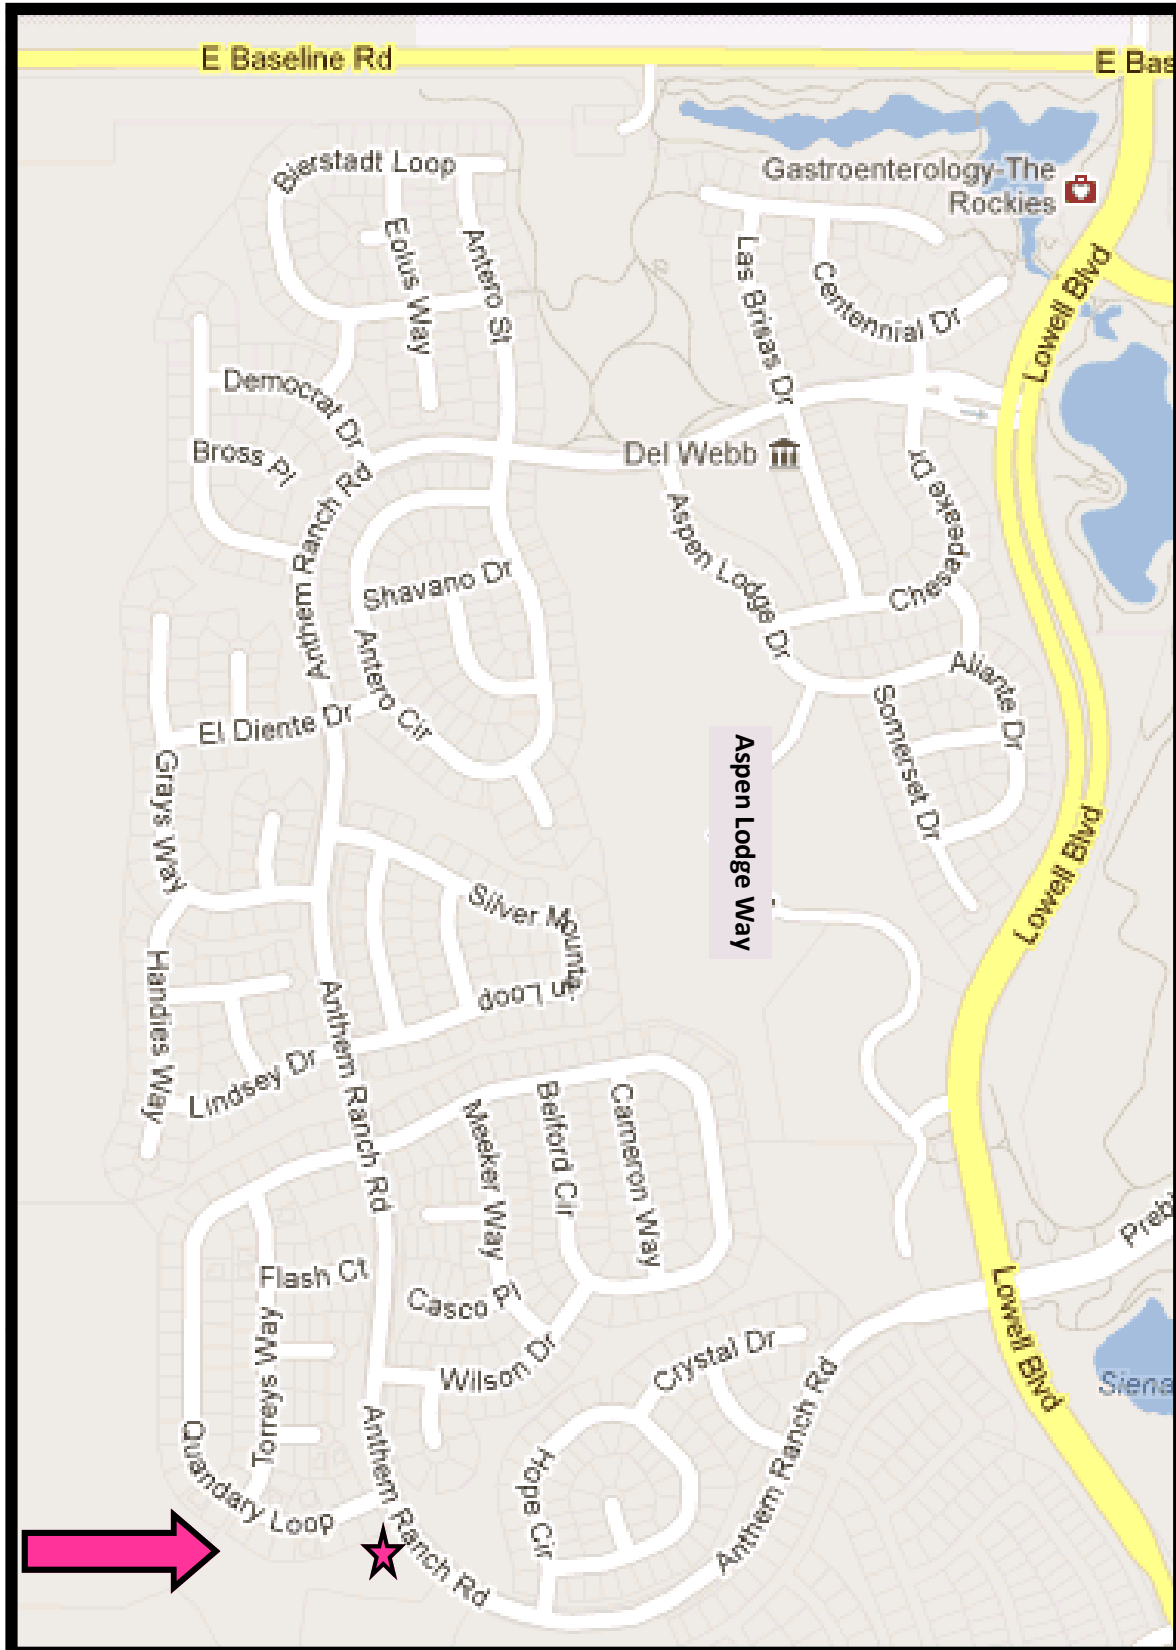 E Baseline Rd
E Bas
Bierstadt Loop
Gastroenterology-The
Rockies
Eolus Way
Antero St
Las Brisas Dr
Centennial Dr
Lowell Blvd
Democrat Dr
Bross Pl
Del Webb
Anthem Ranch Rd
Aspen Lodge Dr
Chesapeake Dr
Shavano Dr
Antero Cir
Aliante Dr
El Diente Dr
Somerset Dr
Grays Way
Aspen Lodge Way
Lowell Blvd
Silver Mountain Loop
Handies Way
Anthem Ranch Rd
Lindsey Dr
Meeker Way
Belford Cir
Cameron Way
Preb
Flash Ct
Casco Pl
Lowell Blvd
Torreys Way
Wilson Dr
Crystal Dr
Siena
Anthem Ranch Rd
Quandary Loop
Hope Cir
Anthem Ranch Rd